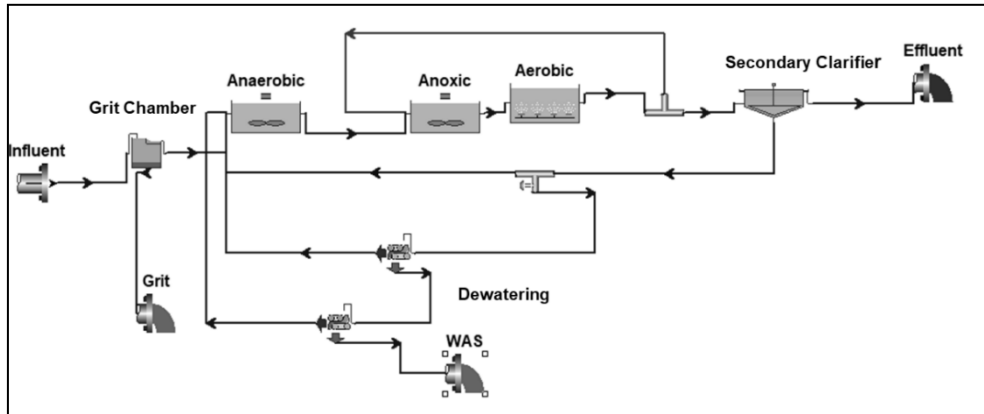 Effluent
Secondary Clarifier
Aerobic
Anaerobic
Anoxic
Grit Chamber
Influent
Grit
Dewatering
WAS